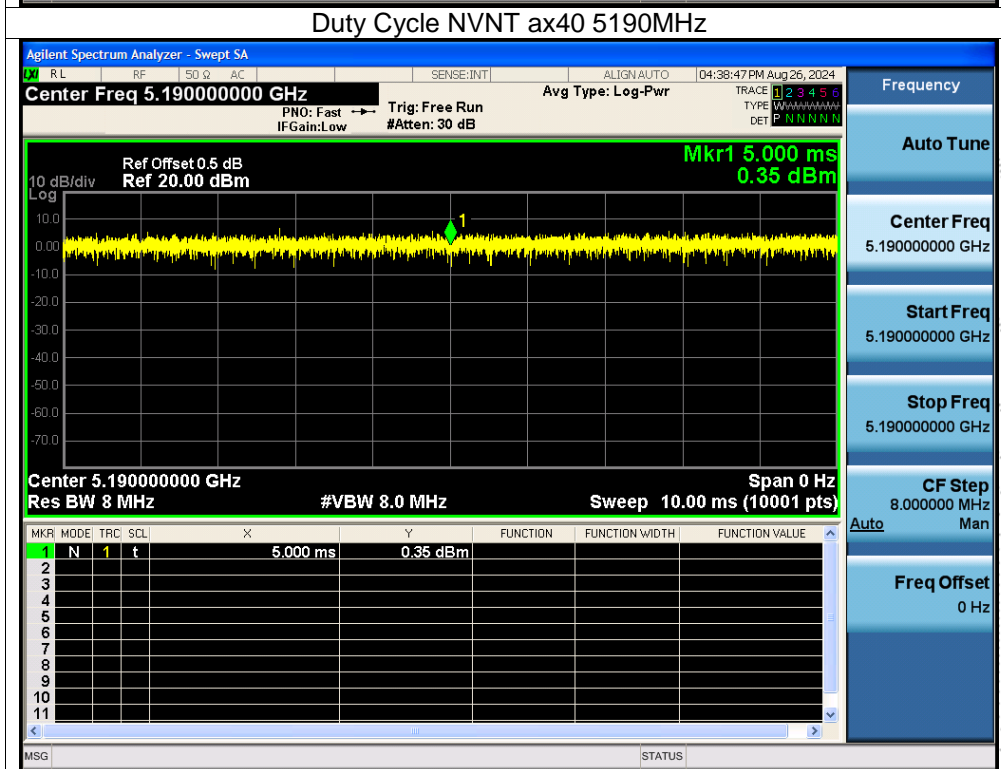 Duty Cycle NVNT ax40 5190MHz
Agilent Spectrum Analyzer - Swept SA
LXI RL RF 50 Ω AC SENSE:INT ALIGN AUTO 04:38:47 PM Aug 26, 2024
Center Freq 5.190000000 GHz
PNO: Fast
IFGain:Low
Trig: Free Run
#Atten: 30 dB
Avg Type: Log-Pwr
TRACE 1 2 3 4 5 6
TYPE WWWWWW
DET P N N N N N
Ref Offset 0.5 dB
10 dB/div Ref 20.00 dBm
Log
Mkr1 5.000 ms
0.35 dBm
1
10.0
0.00
-10.0
-20.0
-30.0
-40.0
-50.0
-60.0
-70.0
Center 5.190000000 GHz Span 0 Hz
Res BW 8 MHz #VBW 8.0 MHz Sweep 10.00 ms (10001 pts)
MKR MODE TRC SCL X Y FUNCTION FUNCTION WIDTH FUNCTION VALUE
1 N 1 t 5.000 ms 0.35 dBm
2
3
4
5
6
7
8
9
10
11
MSG STATUS
Frequency
Auto Tune
Center Freq
5.190000000 GHz
Start Freq
5.190000000 GHz
Stop Freq
5.190000000 GHz
CF Step
8.000000 MHz
Auto Man
Freq Offset
0 Hz